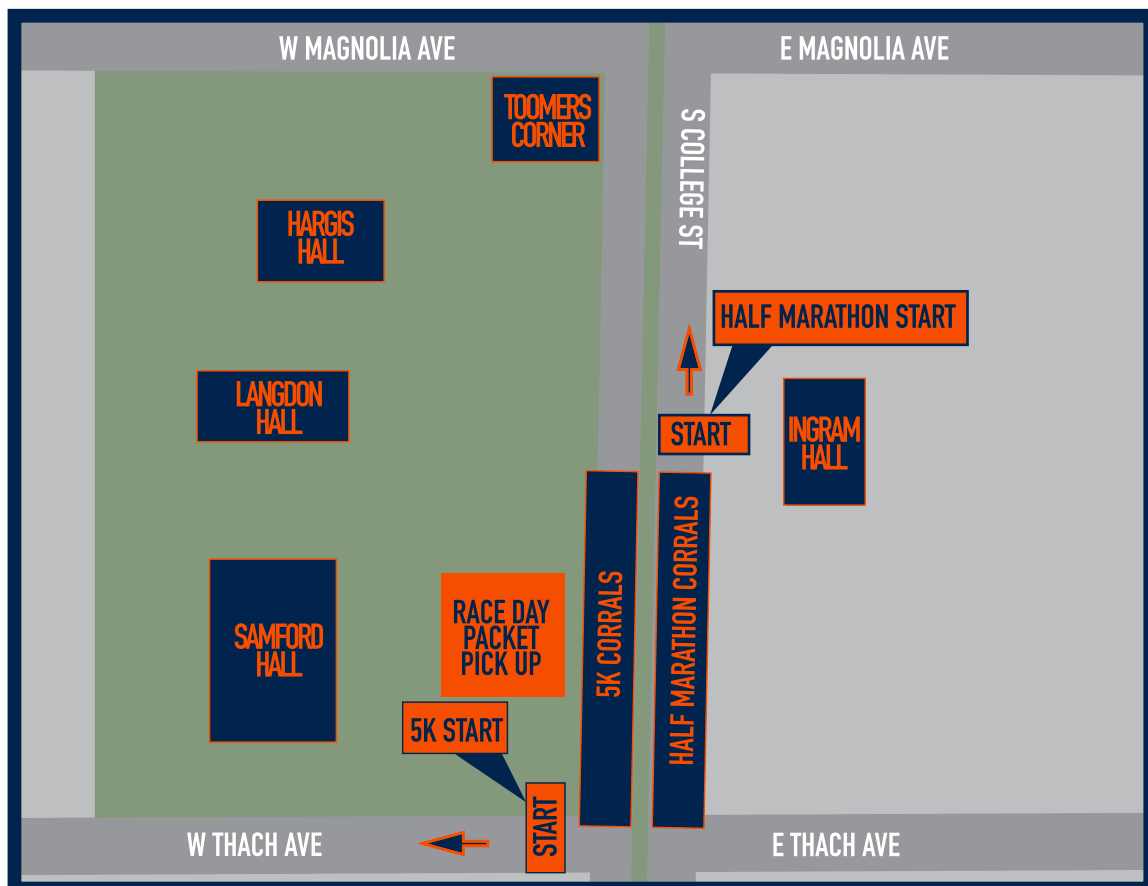 W MAGNOLIA AVE
E MAGNOLIA AVE
TOOMERS
CORNER
S COLLEGE ST
HARGIS
HALL
HALF MARATHON START
LANGDON
HALL
START
INGRAM
HALL
5K CORRALS
HALF MARATHON CORRALS
SAMFORD
HALL
RACE DAY
PACKET
PICK UP
5K START
START
W THACH AVE
E THACH AVE